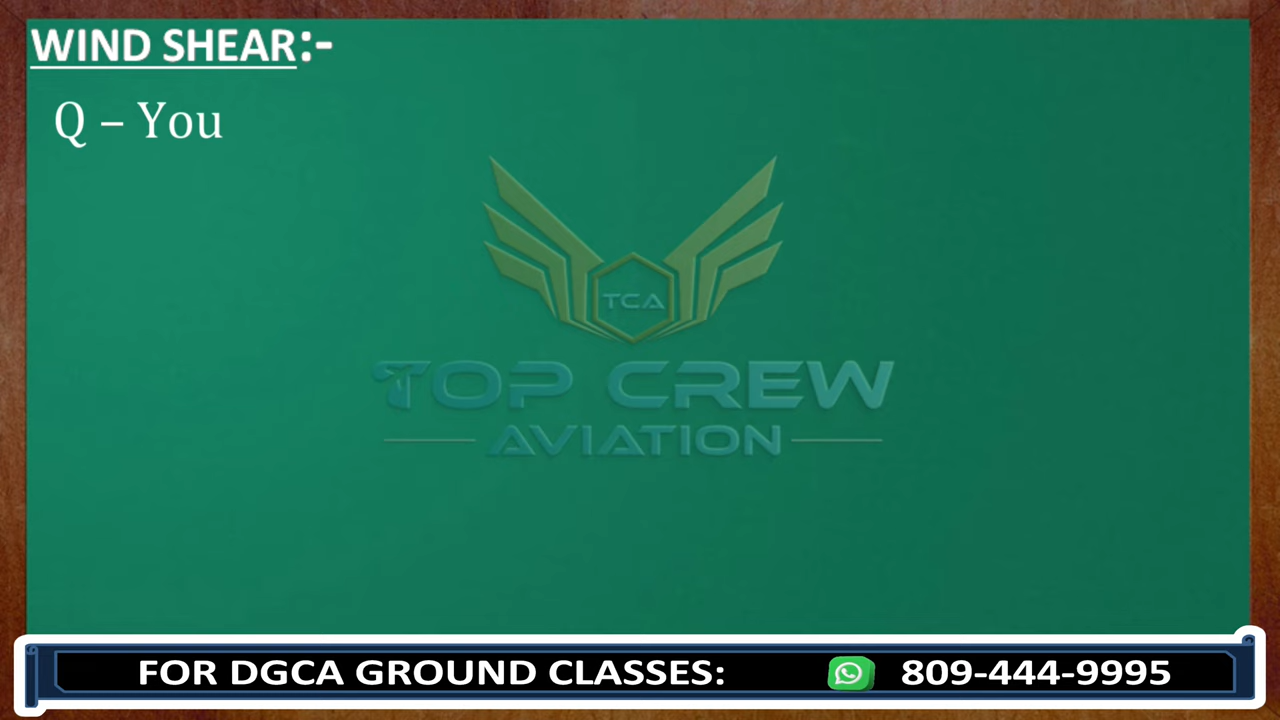 WIND SHEAR:-
Q – You
TCA
TOP CREW
AVIATION
FOR DGCA GROUND CLASSES: 809-444-9995